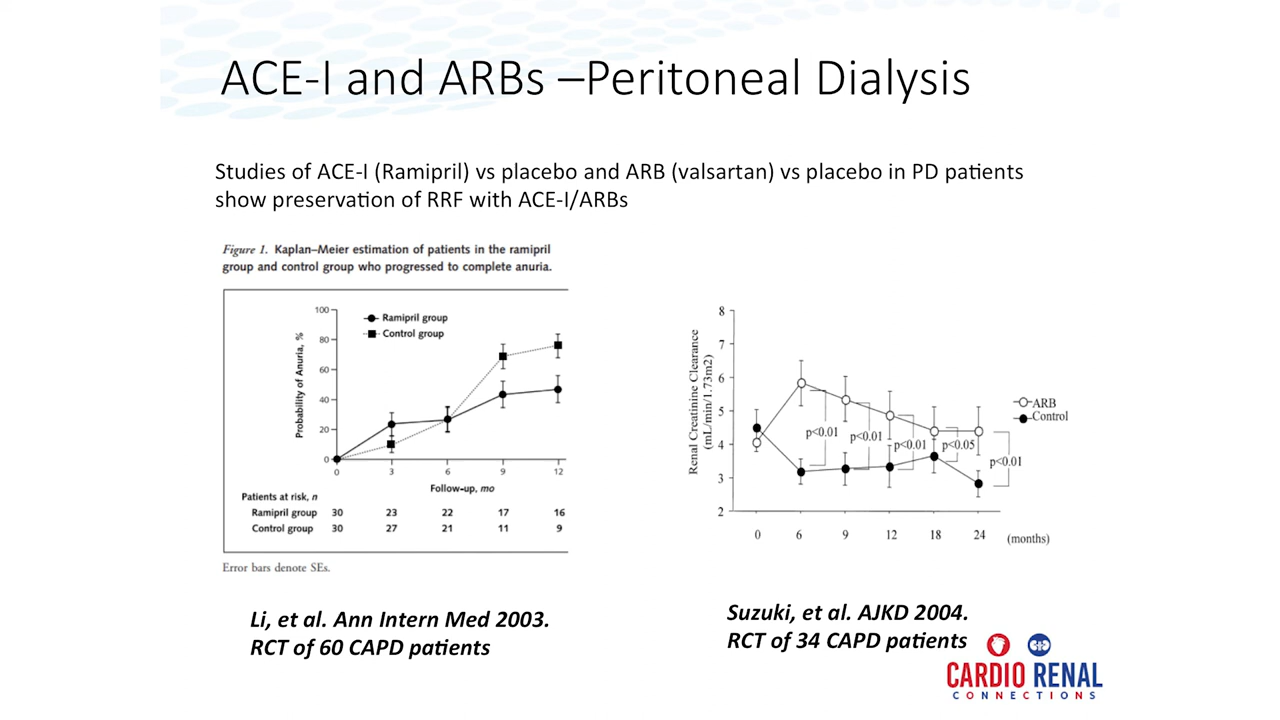 ACE-I and ARBs –Peritoneal Dialysis
Studies of ACE-I (Ramipril) vs placebo and ARB (valsartan) vs placebo in PD patients
show preservation of RRF with ACE-I/ARBs
Figure 1. Kaplan–Meier estimation of patients in the ramipril
group and control group who progressed to complete anuria.
Probability of Anuria, %
100
80
60
40
20
0
Ramipril group
Control group
0 3 6 9 12
Follow-up, mo
Patients at risk, n
Ramipril group 30 23 22 17 16
Control group 30 27 21 11 9
Error bars denote SEs.
Li, et al. Ann Intern Med 2003.
RCT of 60 CAPD patients
Renal Creatinine Clearance
(mL/min/1.73m2)
8
7
6
5
4
3
2
ARB
Control
p<0.01 p<0.01 p<0.01 p<0.05 p<0.01
0 6 9 12 18 24 (months)
Suzuki, et al. AJKD 2004.
RCT of 34 CAPD patients
CARDIO RENAL
CONNECTIONS